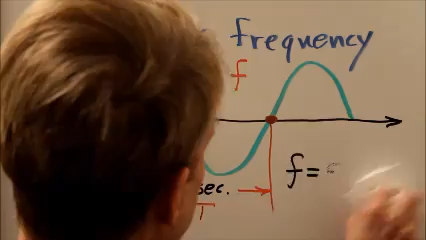 frequency
f
sec.
T
f =